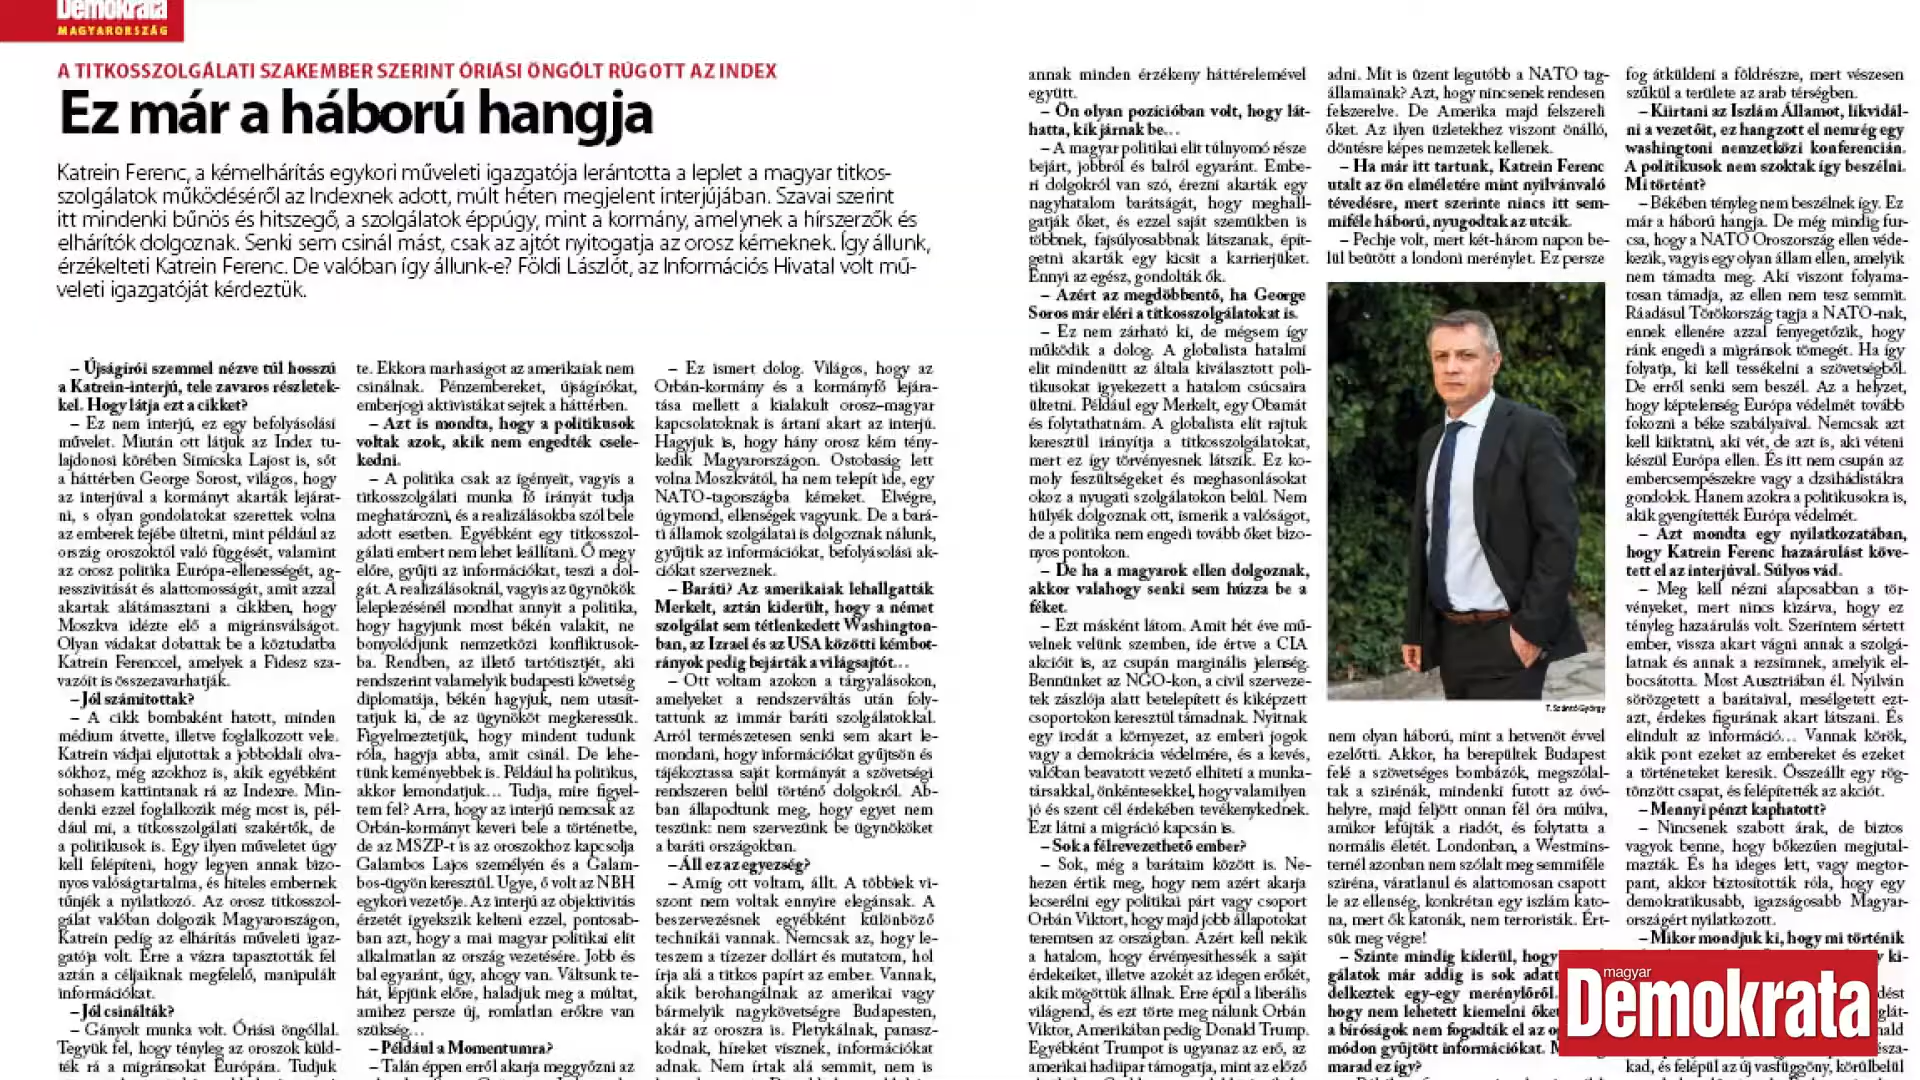 Demokrata
MAGYARORSZÁG
A TITKOSSZOLGÁLATI SZAKEMBER SZERINT ÓRIÁSI ÖNGÓLT RÚGOTT AZ INDEX
Ez már a háború hangja
Katrein Ferenc, a kémelhárítás egykori műveleti igazgatója lerántotta a leplet a magyar titkos-
szolgálatok működéséről az Indexnek adott, múlt héten megjelent interjújában. Szavai szerint
itt mindenki bűnös és hitszegő, a szolgálatok éppúgy, mint a kormány, amelynek a hírszerzők és
elhárítók dolgoznak. Senki sem csinál mást, csak az ajtót nyitogatja az orosz kémeknek. Így állunk,
érzékelteti Katrein Ferenc. De valóban így állunk-e? Földi Lászlót, az Információs Hivatal volt mű-
veleti igazgatóját kérdeztük.
– Újságírói szemmel nézve túl hosszú
a Katrein-interjú, tele zavaros részletek-
kel. Hogy látja ezt a cikket?
– Ez nem interjú, ez egy befolyásolási
művelet. Miután ott látjuk az Index tu-
lajdonosi körében Simicska Lajost is, sőt
a háttérben George Sorost, világos, hogy
az interjúval a kormányt akarták lejárat-
ni, s olyan gondolatokat szerettek volna
az emberek fejébe ültetni, mint például az
ország oroszoktól való függését, valamint
az orosz politika Európa-ellenességét, ag-
resszivitását és alattomosságát, amit azzal
akartak alátámasztani a cikkben, hogy
Moszkva idézte elő a migránsválságot.
Olyan vádakat dobattak be a köztudatba
Katrein Ferenccel, amelyek a Fidesz sza-
vazóit is összezavarhatják.
– Jól számítottak?
– A cikk bombaként hatott, minden
médium átvette, illetve foglalkozott vele.
Katrein vádjai eljutottak a jobboldali olva-
sókhoz, még azokhoz is, akik egyébként
sohasem kattintanak rá az Indexre. Min-
denki ezzel foglalkozik még most is, pél-
dául mi, a titkosszolgálati szakértők, de
a politikusok is. Egy ilyen műveletet úgy
kell felépíteni, hogy legyen annak bizo-
nyos valóságtartalma, és hiteles embernek
tűnjék a nyilatkozó. Az orosz titkosszol-
gálat valóban dolgozik Magyarországon,
Katrein pedig az elhárítás műveleti igaz-
gatója volt. Erre a vázra tapasztották fel
aztán a céljaiknak megfelelő, manipulált
információkat.
– Jól csinálták?
– Gányolt munka volt. Óriási öngóllal.
Tegyük fel, hogy tényleg az oroszok küld-
ték rá a migránsokat Európára. Tudjuk
te. Ekkora marhaságot az amerikaiak nem
csinálnak. Pénzembereket, újságírókat,
emberjogi aktivistákat sejtek a háttérben.
– Azt is mondta, hogy a politikusok
voltak azok, akik nem engedték csele-
kedni.
– A politika csak az igényeit, vagyis a
titkosszolgálati munka fő irányát tudja
meghatározni, és a realizálásokba szól bele
adott esetben. Egyébként egy titkosszol-
gálati embert nem lehet leállítani. Ő megy
előre, gyűjti az információkat, teszi a dol-
gát. A realizálásoknál, vagyis az ügynökök
leleplezésénél mondhat annyit a politika,
hogy hagyjunk most békén valakit, ne
bonyolódjunk nemzetközi konfliktusok-
ba. Rendben, az illető tartótisztjét, aki
rendszerint valamelyik budapesti követség
diplomatája, békén hagyjuk, nem utasít-
tatjuk ki, de az ügynököt megkeressük.
Figyelmeztetjük, hogy mindent tudunk
róla, hagyja abba, amit csinál. De lehe-
tünk keményebbek is. Például ha politikus,
akkor lemondatjuk… Tudja, mire figyel-
tem fel? Arra, hogy az interjú nemcsak az
Orbán-kormányt keveri bele a történetbe,
de az MSZP-t is az oroszokhoz kapcsolja
Galambos Lajos személyén és a Galam-
bos-ügyön keresztül. Ugye, ő volt az NBH
egykori vezetője. Az interjú az objektivitás
érzetét igyekszik kelteni ezzel, pontosab-
ban azt, hogy a mai magyar politikai elit
alkalmatlan az ország vezetésére. Jobb és
bal egyaránt, úgy, ahogy van. Váltsunk te-
hát, lépjünk előre, haladjuk meg a múltat,
amihez persze új, romlatlan erőkre van
szükség…
– Például a Momentumra?
– Talán éppen erről akarja meggyőzni az
– Ez ismert dolog. Világos, hogy az
Orbán-kormány és a kormányfő lejára-
tása mellett a kialakult orosz–magyar
kapcsolatoknak is ártani akart az interjú.
Hagyjuk is, hogy hány orosz kém tény-
kedik Magyarországon. Ostobaság lett
volna Moszkvától, ha nem telepít ide, egy
NATO-tagországba kémeket. Elvégre,
úgymond, ellenségek vagyunk. De a bará-
ti államok szolgálatai is dolgoznak nálunk,
gyűjtik az információkat, befolyásolási ak-
ciókat szerveznek.
– Baráti? Az amerikaiak lehallgatták
Merkelt, aztán kiderült, hogy a német
szolgálat sem tétlenkedett Washington-
ban, az Izrael és az USA közötti kémbot-
rányok pedig bejárták a világsajtót…
– Ott voltam azokon a tárgyalásokon,
amelyeket a rendszerváltás után foly-
tattunk az immár baráti szolgálatokkal.
Arról természetesen senki sem akart le-
mondani, hogy információkat gyűjtsön és
tájékoztassa saját kormányát a szövetségi
rendszeren belül történő dolgokról. Ab-
ban állapodtunk meg, hogy egyet nem
teszünk: nem szervezünk be ügynököket
a baráti országokban.
– Áll ez az egyezség?
– Amíg ott voltam, állt. A többiek vi-
szont nem voltak ennyire elegánsak. A
beszervezésnek egyébként különböző
technikái vannak. Nemcsak az, hogy le-
teszem a tízezer dollárt és mutatom, hol
írja alá a titkos papírt az ember. Vannak,
akik berohangálnak az amerikai vagy
bármelyik nagykövetségre Budapesten,
akár az oroszra is. Pletykálnak, panasz-
kodnak, híreket visznek, információkat
adnak. Nem írtak alá semmit, nem is
annak minden érzékeny háttérelemével
együtt.
– Ön olyan pozícióban volt, hogy lát-
hatta, kik járnak be…
– A magyar politikai elit túlnyomó része
bejárt, jobbról és balról egyaránt. Embe-
ri dolgokról van szó, érezni akarták egy
nagyhatalom barátságát, hogy meghall-
gatják őket, és ezzel saját szemükben is
többnek, fajsúlyosabbnak látszanak, épít-
getni akarták egy kicsit a karrierjüket.
Ennyi az egész, gondolták ők.
– Azért az megdöbbentő, ha George
Soros már eléri a titkosszolgálatokat is.
– Ez nem zárható ki, de mégsem így
működik a dolog. A globalista hatalmi
elit mindenütt az általa kiválasztott poli-
tikusokat igyekezett a hatalom csúcsaira
ültetni. Például egy Merkelt, egy Obamát
és folytathatnám. A globalista elit rajtuk
keresztül irányítja a titkosszolgálatokat,
mert ez így törvényesnek látszik. Ez ko-
moly feszültségeket és meghasonlásokat
okoz a nyugati szolgálatokon belül. Nem
hülyék dolgoznak ott, ismerik a valóságot,
de a politika nem engedi tovább őket bizo-
nyos pontokon.
– De ha a magyarok ellen dolgoznak,
akkor valahogy senki sem húzza be a
féket.
– Ezt másként látom. Amit hét éve mű-
velnek velünk szemben, ide értve a CIA
akcióit is, az csupán marginális jelenség.
Bennünket az NGO-kon, a civil szerveze-
tek zászlója alatt betelepített és kiképzett
csoportokon keresztül támadnak. Nyitnak
egy irodát a környezet, az emberi jogok
vagy a demokrácia védelmére, és a kevés,
valóban beavatott vezető elhiteti a munka-
társakkal, önkéntesekkel, hogy valamilyen
jó és szent cél érdekében tevékenykednek.
Ezt látni a migráció kapcsán is.
– Sok a félrevezethető ember?
– Sok, még a barátaim között is. Ne-
hezen értik meg, hogy nem azért akarja
lecserélni egy politikai párt vagy csoport
Orbán Viktort, hogy majd jobb állapotokat
teremtsen az országban. Azért kell nekik
a hatalom, hogy érvényesíthessék a saját
érdekeiket, illetve azokét az idegen erőkét,
akik mögöttük állnak. Erre épül a liberális
világrend, és ezt törte meg nálunk Orbán
Viktor, Amerikában pedig Donald Trump.
Egyébként Trumpot is ugyanaz az erő, az
amerikai hadiipar támogatja, mint az előző
adni. Mit is üzent legutóbb a NATO tag-
államainak? Azt, hogy nincsenek rendesen
felszerelve. De Amerika majd felszereli
őket. Az ilyen üzletekhez viszont önálló,
döntésre képes nemzetek kellenek.
– Ha már itt tartunk, Katrein Ferenc
utalt az ön elméletére mint nyilvánvaló
tévedésre, mert szerinte nincs itt sem-
miféle háború, nyugodtak az utcák.
– Pechje volt, mert két-három napon be-
lül beütött a londoni merénylet. Ez persze
T. Szántó György
nem olyan háború, mint a hetvenöt évvel
ezelőtti. Akkor, ha berepültek Budapest
felé a szövetséges bombázók, megszólal-
tak a szirénák, mindenki futott az óvó-
helyre, majd feljött onnan fél óra múlva,
amikor lefújták a riadót, és folytatta a
normális életét. Londonban, a Westmins-
ternél azonban nem szólalt meg semmiféle
sziréna, váratlanul és alattomosan csapott
le az ellenség, konkrétan egy iszlám kato-
na, mert ők katonák, nem terroristák. Ért-
sük meg végre!
– Szinte mindig kiderül, hogy
gálatok már addig is sok adatt
delkeztek egy-egy merénylőről.
hogy nem lehetett kiemelni őke
a bíróságok nem fogadták el az o
módon gyűjtött információkat. M
marad ez így?
fog átküldeni a földrészre, mert vészesen
szűkül a területe az arab térségben.
– Kiirtani az Iszlám Államot, likvidál-
ni a vezetőit, ez hangzott el nemrég egy
washingtoni nemzetközi konferencián.
A politikusok nem szoktak így beszélni.
Mi történt?
– Békében tényleg nem beszélnek így. Ez
már a háború hangja. De még mindig fur-
csa, hogy a NATO Oroszország ellen véde-
kezik, vagyis egy olyan állam ellen, amelyik
nem támadta meg. Aki viszont folyama-
tosan támadja, az ellen nem tesz semmit.
Ráadásul Törökország tagja a NATO-nak,
ennek ellenére azzal fenyegetőzik, hogy
ránk engedi a migránsok tömegét. Ha így
folyatja, ki kell tessékelni a szövetségből.
De erről senki sem beszél. Az a helyzet,
hogy képtelenség Európa védelmét tovább
fokozni a béke szabályaival. Nemcsak azt
kell kiiktatni, aki vét, de azt is, aki véteni
készül Európa ellen. És itt nem csupán az
embercsempészekre vagy a dzsihádistákra
gondolok. Hanem azokra a politikusokra is,
akik gyengítették Európa védelmét.
– Azt mondta egy nyilatkozatában,
hogy Katrein Ferenc hazaárulást köve-
tett el az interjúval. Súlyos vád.
– Meg kell nézni alaposabban a tör-
vényeket, mert nincs kizárva, hogy ez
tényleg hazaárulás volt. Szerintem sértett
ember, vissza akart vágni annak a szolgá-
latnak és annak a rezsimnek, amelyik el-
bocsátotta. Most Ausztriában él. Nyilván
sörözgetett a barátaival, mesélgetett ezt-
azt, érdekes figurának akart látszani. És
elindult az információ… Vannak körök,
akik pont ezeket az embereket és ezeket
a történeteket keresik. Összeállt egy rög-
tönzött csapat, és felépítették az akciót.
– Mennyi pénzt kaphatott?
– Nincsenek szabott árak, de biztos
vagyok benne, hogy bőkezűen megjutal-
mazták. És ha ideges lett, vagy megtor-
pant, akkor biztosították róla, hogy egy
demokratikusabb, igazságosabb Magyar-
országért nyilatkozott.
– Mikor mondjuk ki, hogy mi történik
kad, és felépül az új vasfüggöny, körülbelül
magyar
Demokrata